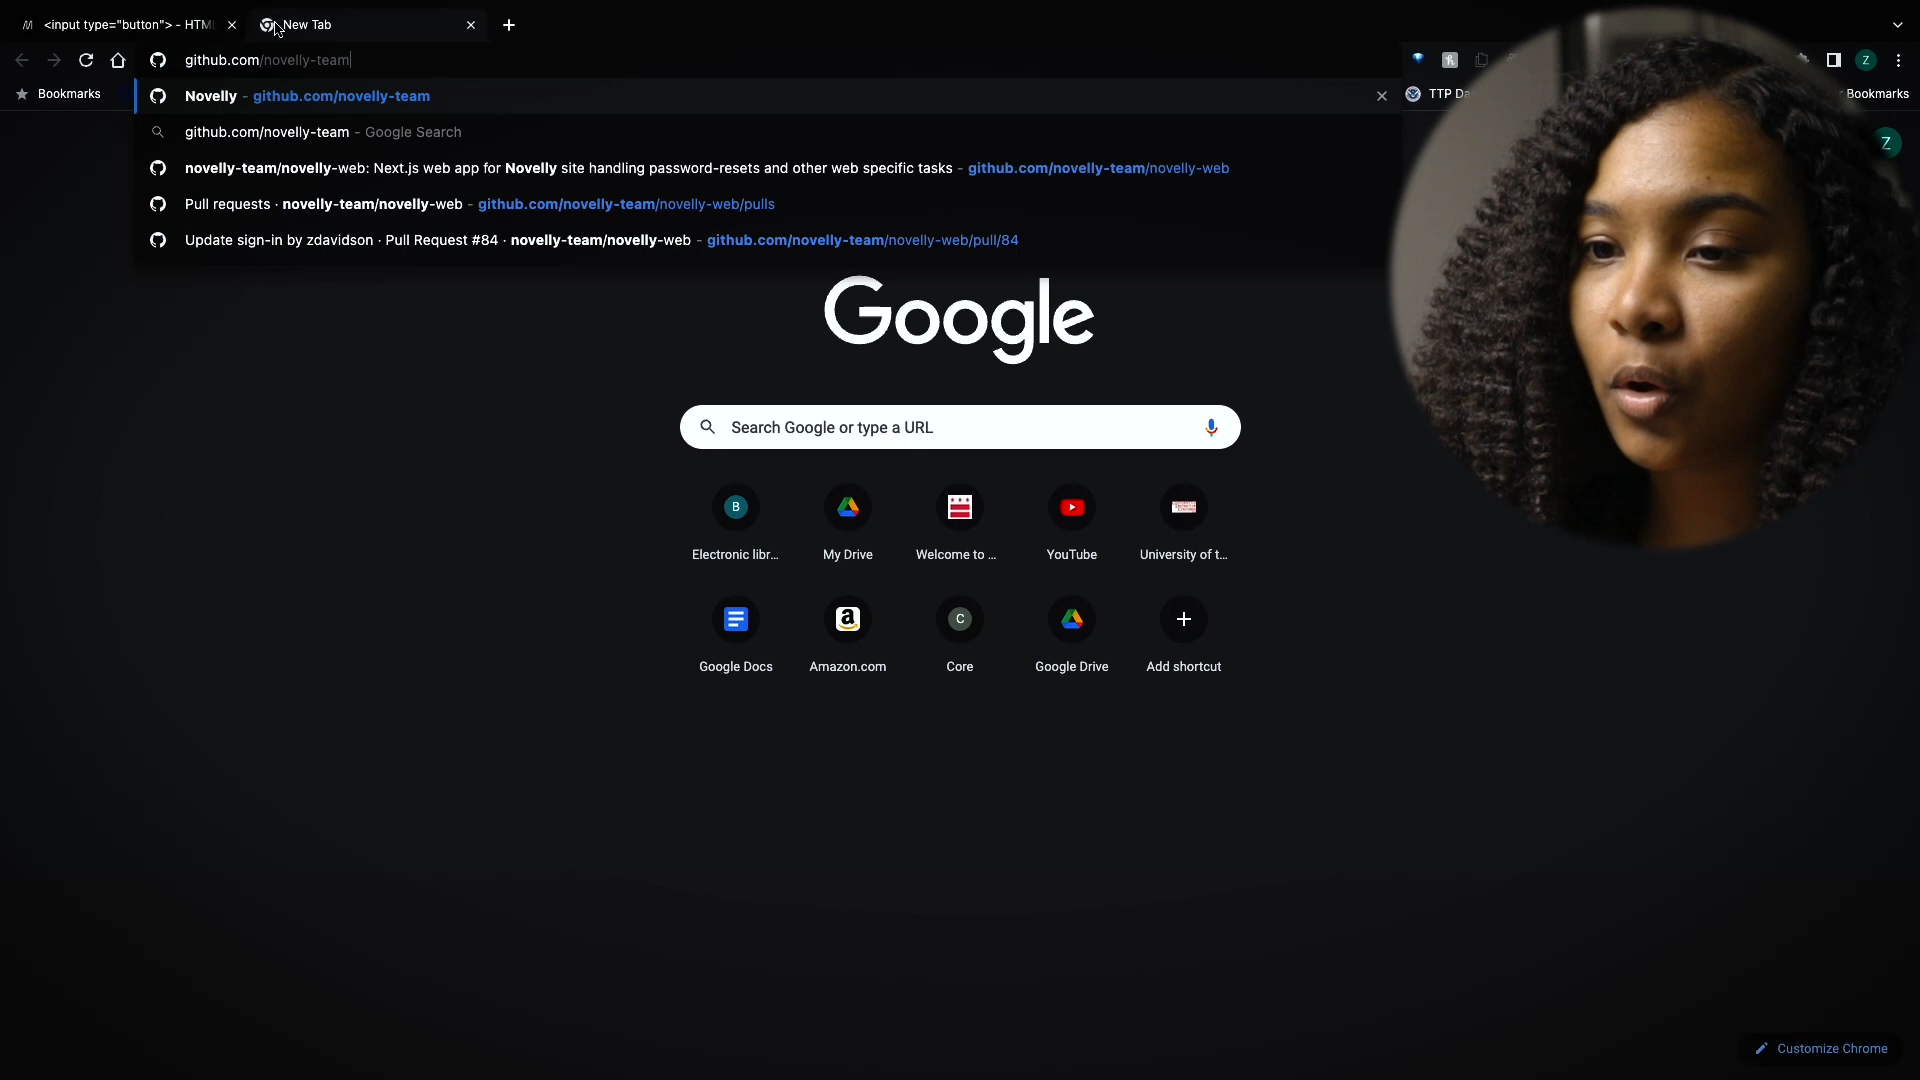 <input type="button"> - HTM
New Tab
github.com/novelly-team
Z
Bookmarks
Novelly - github.com/novelly-team
TTP Da
Bookmarks
github.com/novelly-team - Google Search
Z
novelly-team/novelly-web: Next.js web app for Novelly site handling password-resets and other web specific tasks - github.com/novelly-team/novelly-web
Pull requests · novelly-team/novelly-web - github.com/novelly-team/novelly-web/pulls
Update sign-in by zdavidson · Pull Request #84 · novelly-team/novelly-web - github.com/novelly-team/novelly-web/pull/84
Google
Search Google or type a URL
B
Electronic libr...
My Drive
Welcome to ...
YouTube
University of t...
a
C
Google Docs
Amazon.com
Core
Google Drive
Add shortcut
Customize Chrome